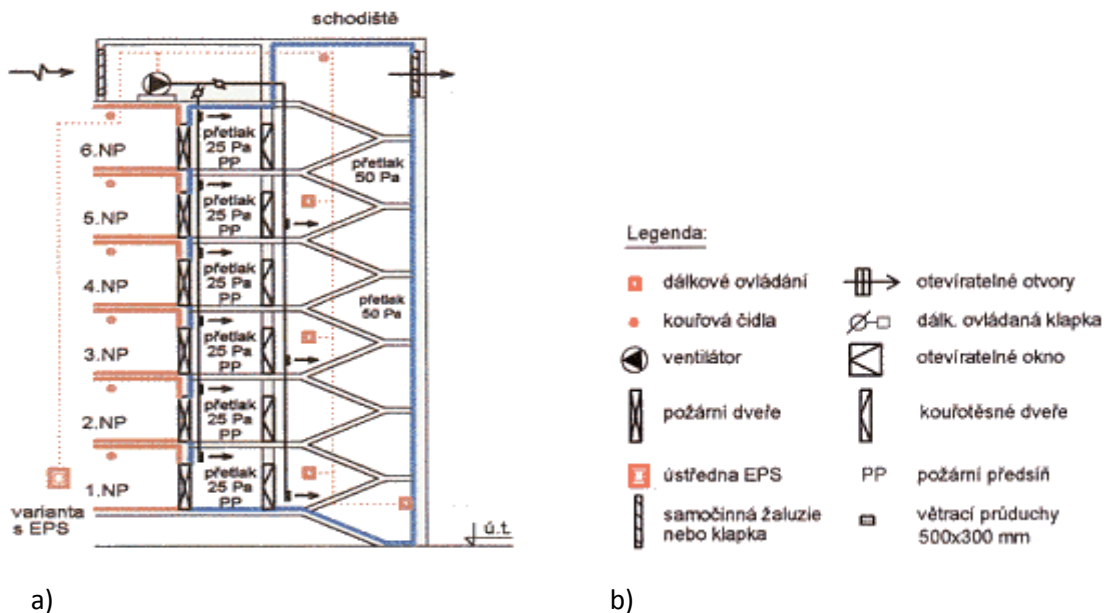 schodiště
6.NP
přetlak
25 Pa
PP
přetlak
50 Pa
5.NP
přetlak
25 Pa
PP
4.NP
přetlak
25 Pa
PP
přetlak
50 Pa
3.NP
přetlak
25 Pa
PP
2.NP
přetlak
25 Pa
PP
1.NP
přetlak
25 Pa
PP
varianta
s EPS
ú.t.
a)
Legenda:
dálkové ovládání
kouřová čidla
ventilátor
požární dveře
ústředna EPS
samočinná žaluzie
nebo klapka
otevíratelné otvory
dálk. ovládaná klapka
otevíratelné okno
kouřotěsné dveře
PP požární předsíň
větrací průduchy
500x300 mm
b)